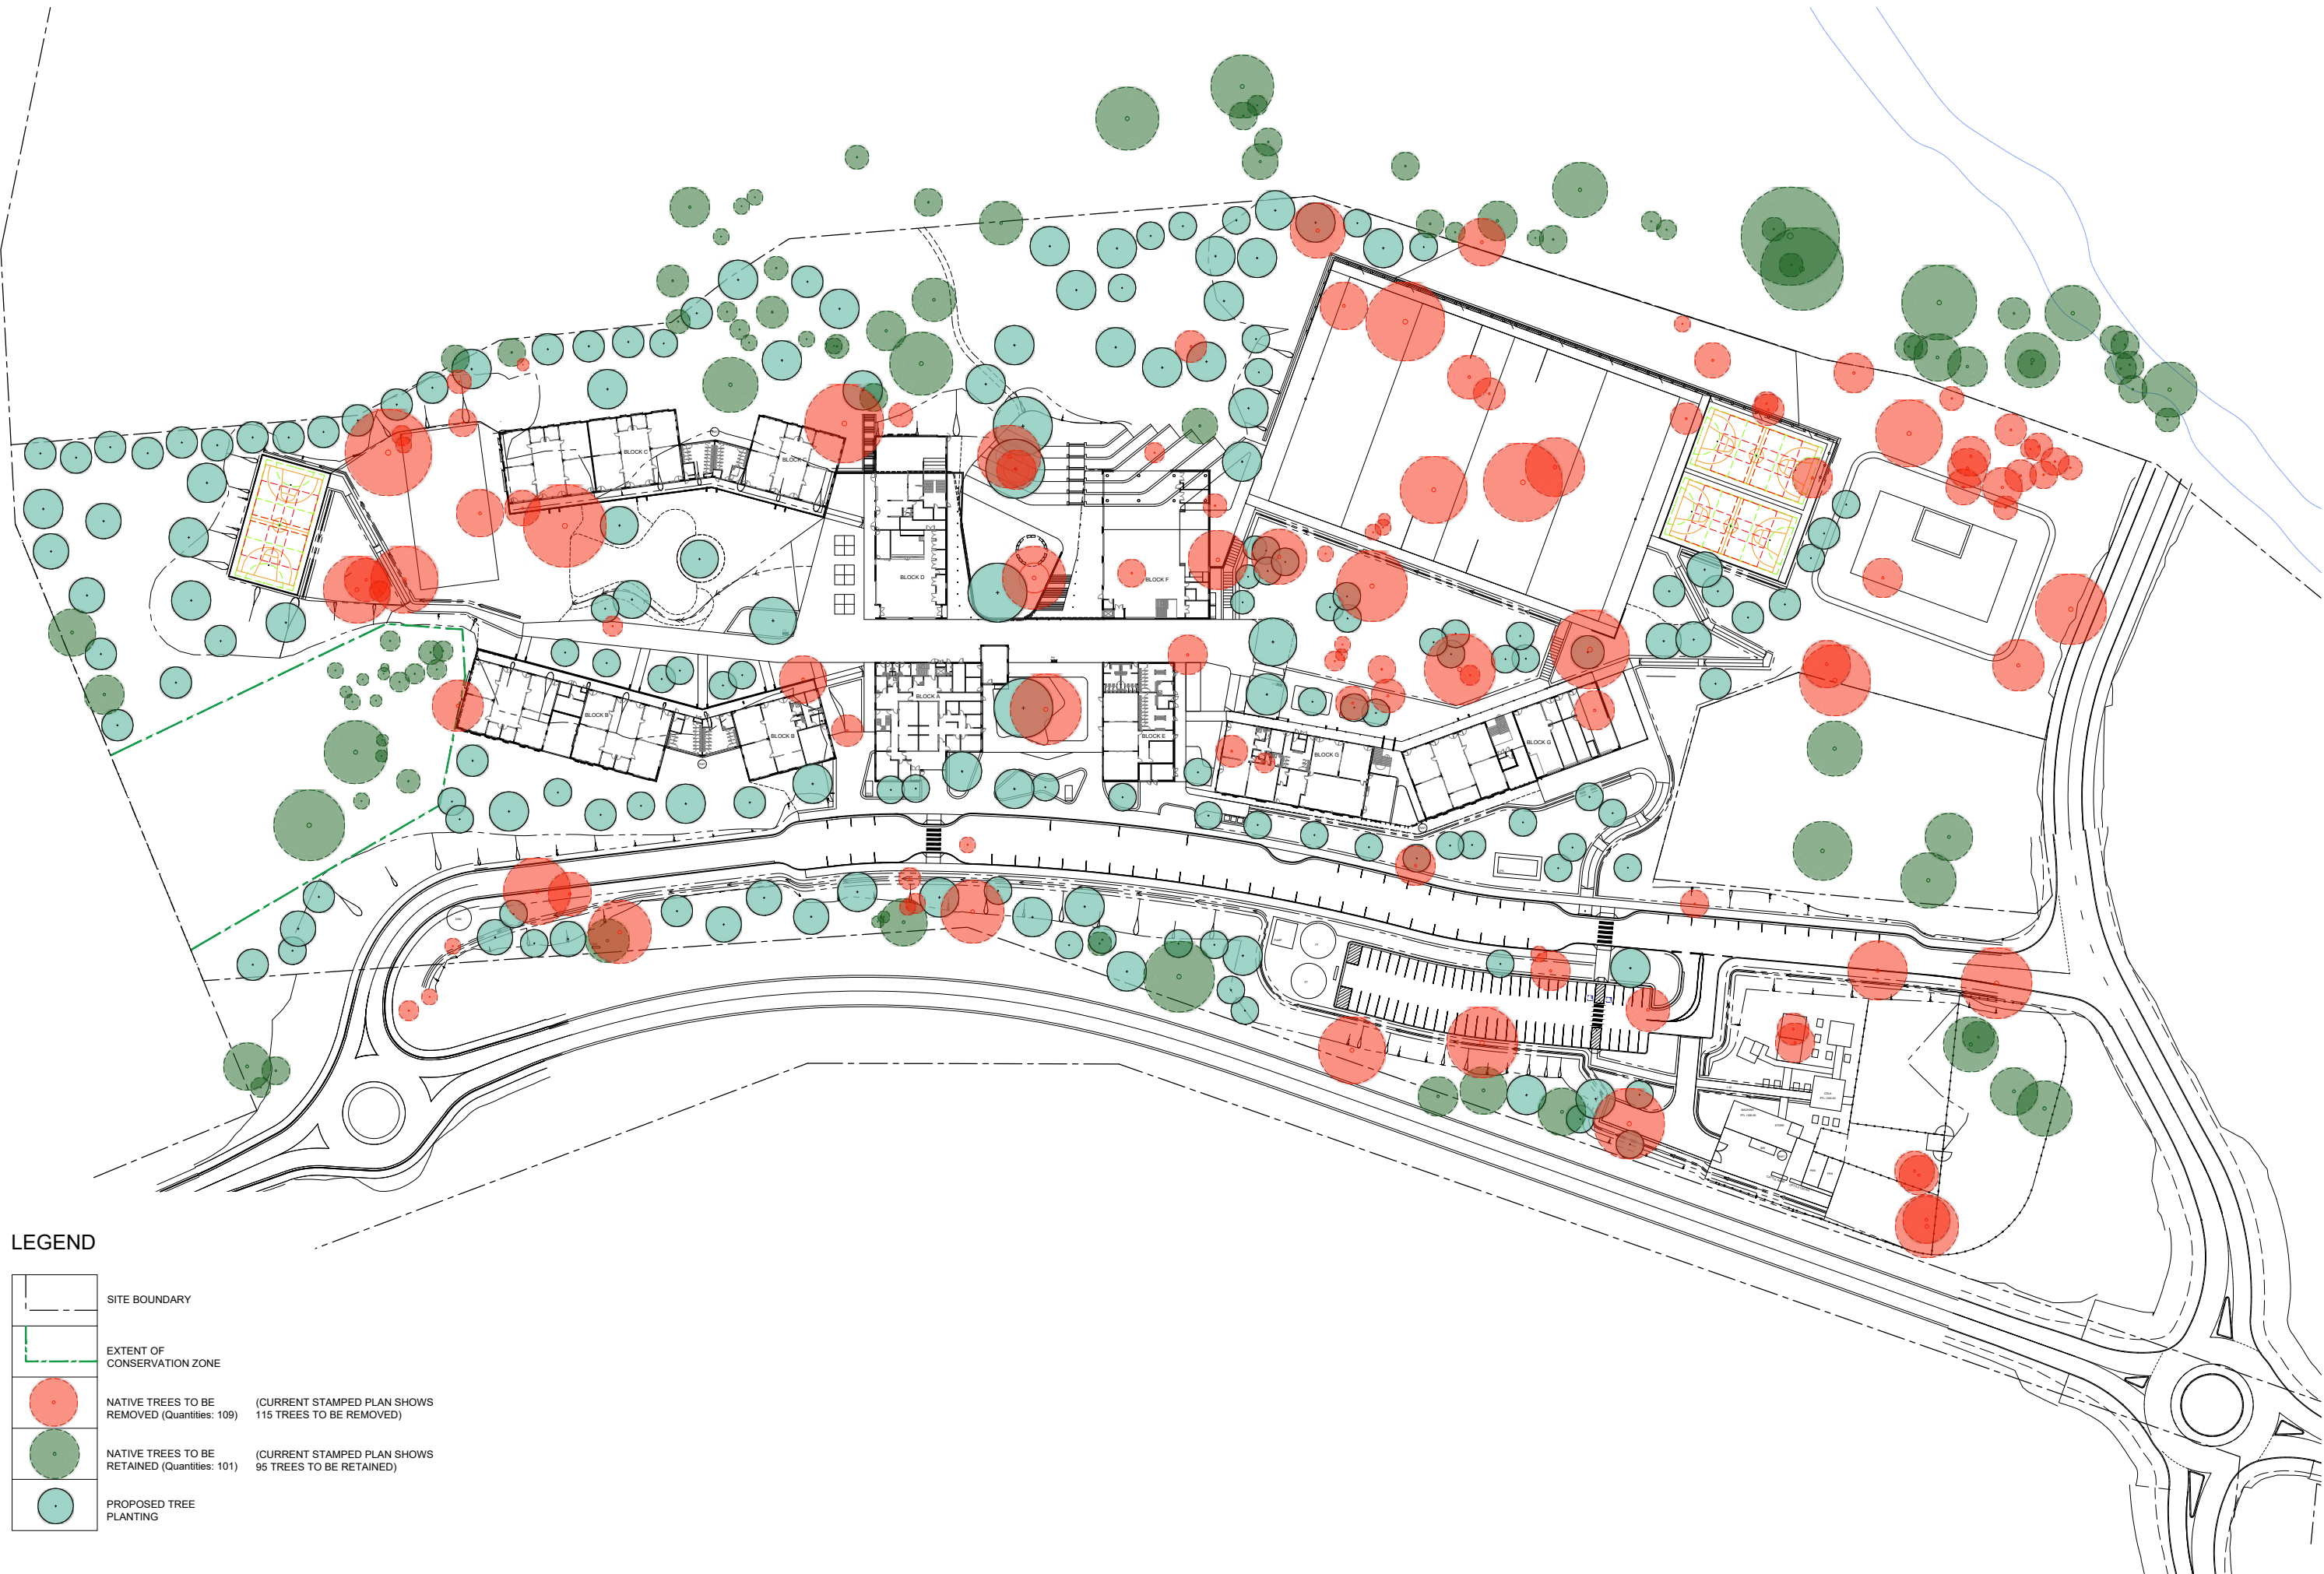 BLOCK C
BLOCK C
BLOCK D
BLOCK F
BLOCK A
BLOCK B
BLOCK B
BLOCK E
BLOCK G
BLOCK G
LEGEND
SITE BOUNDARY
EXTENT OF
CONSERVATION ZONE
NATIVE TREES TO BE (CURRENT STAMPED PLAN SHOWS
REMOVED (Quantities: 109) 115 TREES TO BE REMOVED)
NATIVE TREES TO BE (CURRENT STAMPED PLAN SHOWS
RETAINED (Quantities: 101) 95 TREES TO BE RETAINED)
PROPOSED TREE
PLANTING